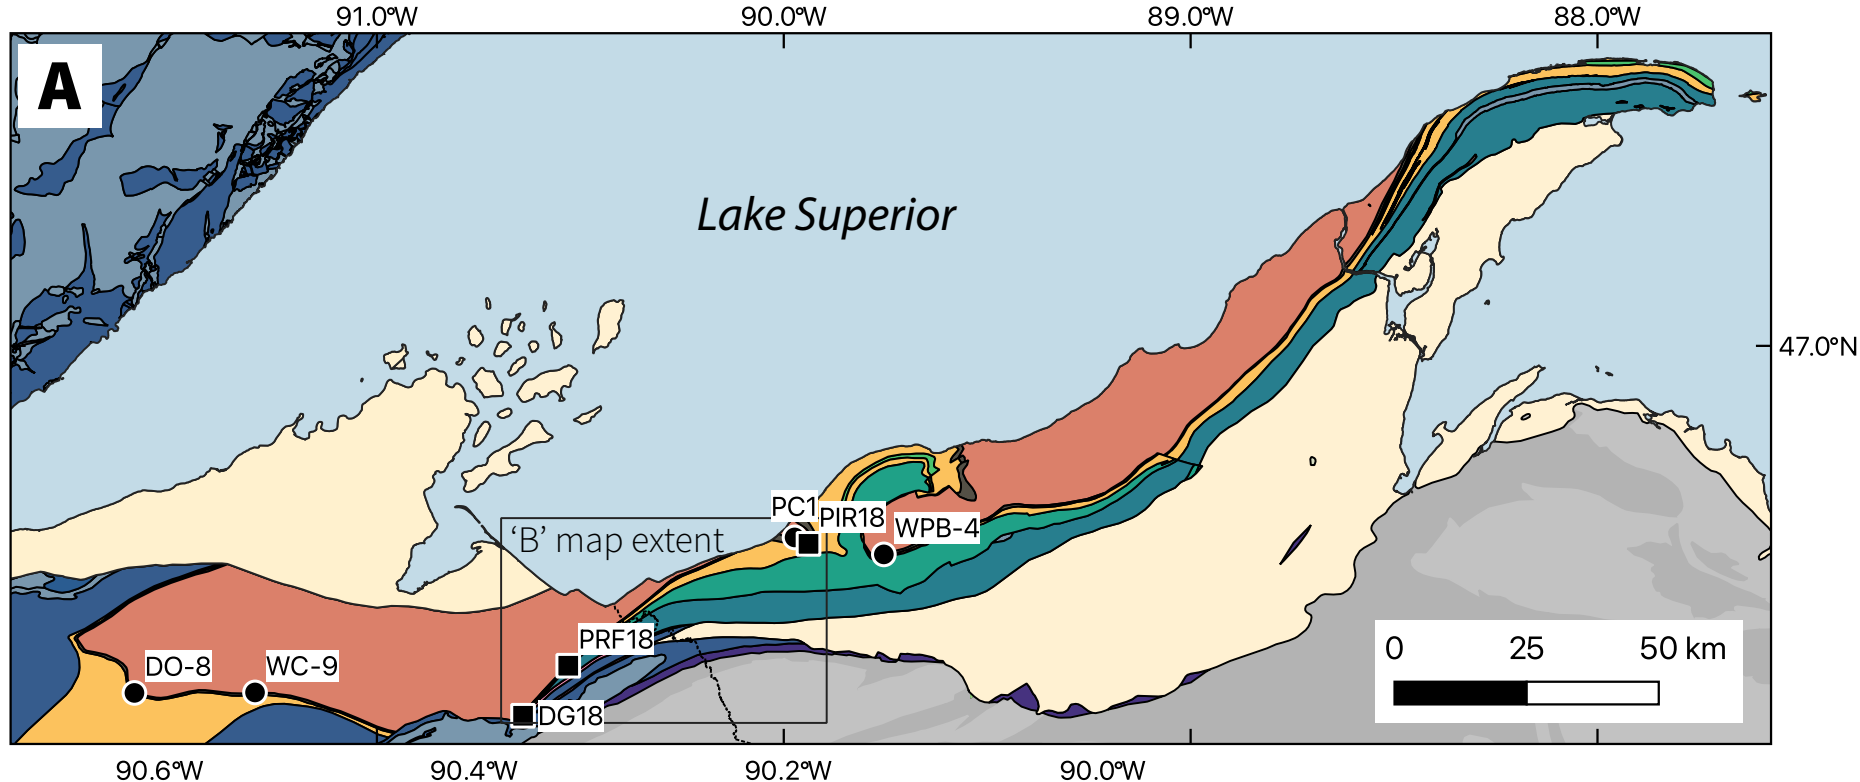 91.0°W 90.0°W 89.0°W 88.0°W
A
Lake Superior
47.0°N
PC1
PIR18
WPB-4
'B' map extent
PRF18
DO-8
WC-9
DG18
0 25 50 km
90.6°W 90.4°W 90.2°W 90.0°W